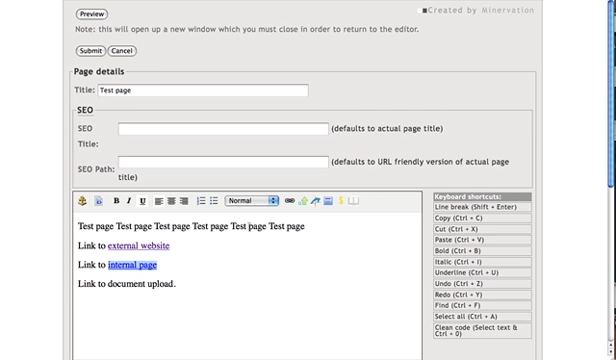 Preview
Created by Minervation
Note: this will open up a new window which you must close in order to return to the editor.
Submit Cancel
Page details
Title: Test page
SEO
SEO Title: (defaults to actual page title)
SEO Path: (defaults to URL friendly version of actual page title)
B I U Normal
Test page Test page Test page Test page Test page Test page
Link to external website
Link to internal page
Link to document upload.
Keyboard shortcuts:
Line break (Shift + Enter)
Copy (Ctrl + C)
Cut (Ctrl + X)
Paste (Ctrl + V)
Bold (Ctrl + B)
Italic (Ctrl + I)
Underline (Ctrl + U)
Undo (Ctrl + Z)
Redo (Ctrl + Y)
Find (Ctrl + F)
Select all (Ctrl + A)
Clean code (Select text &
Ctrl + 0)